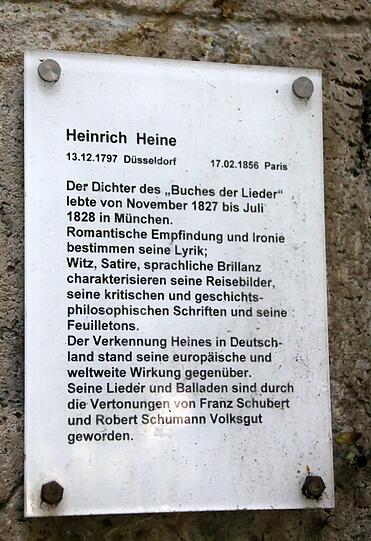 Heinrich Heine
13.12.1797 Düsseldorf 17.02.1856 Paris
Der Dichter des „Buches der Lieder“
lebte von November 1827 bis Juli
1828 in München.
Romantische Empfindung und Ironie
bestimmen seine Lyrik;
Witz, Satire, sprachliche Brillanz
charakterisieren seine Reisebilder,
seine kritischen und geschichts-
philosophischen Schriften und seine
Feuilletons.
Der Verkennung Heines in Deutsch-
land stand seine europäische und
weltweite Wirkung gegenüber.
Seine Lieder und Balladen sind durch
die Vertonungen von Franz Schubert
und Robert Schumann Volksgut
geworden.